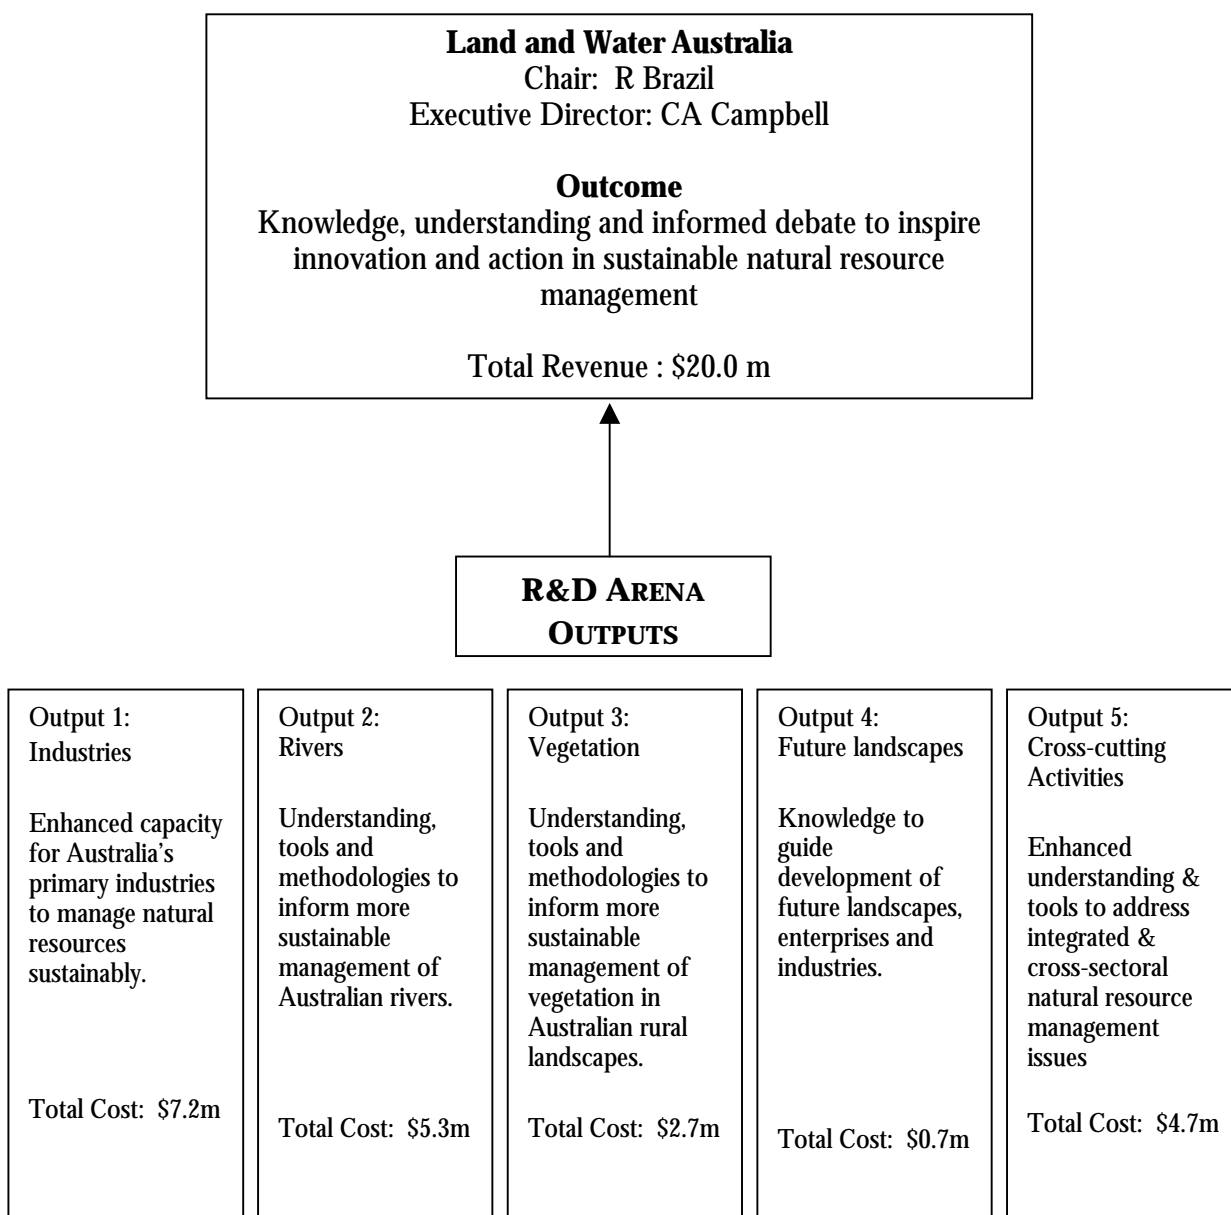 Land and Water Australia
Chair: R Brazil
Executive Director: CA Campbell
Outcome
Knowledge, understanding and informed debate to inspire
innovation and action in sustainable natural resource
management
Total Revenue : $20.0 m
R&D ARENA
OUTPUTS
Output 1:
Industries
Enhanced capacity
for Australia’s
primary industries
to manage natural
resources
sustainably.
Total Cost: $7.2m
Output 2:
Rivers
Understanding,
tools and
methodologies to
inform more
sustainable
management of
Australian rivers.
Total Cost: $5.3m
Output 3:
Vegetation
Understanding,
tools and
methodologies to
inform more
sustainable
management of
vegetation in
Australian rural
landscapes.
Total Cost: $2.7m
Output 4:
Future landscapes
Knowledge to
guide
development of
future landscapes,
enterprises and
industries.
Total Cost: $0.7m
Output 5:
Cross-cutting
Activities
Enhanced
understanding &
tools to address
integrated &
cross-sectoral
natural resource
management
issues
Total Cost: $4.7m